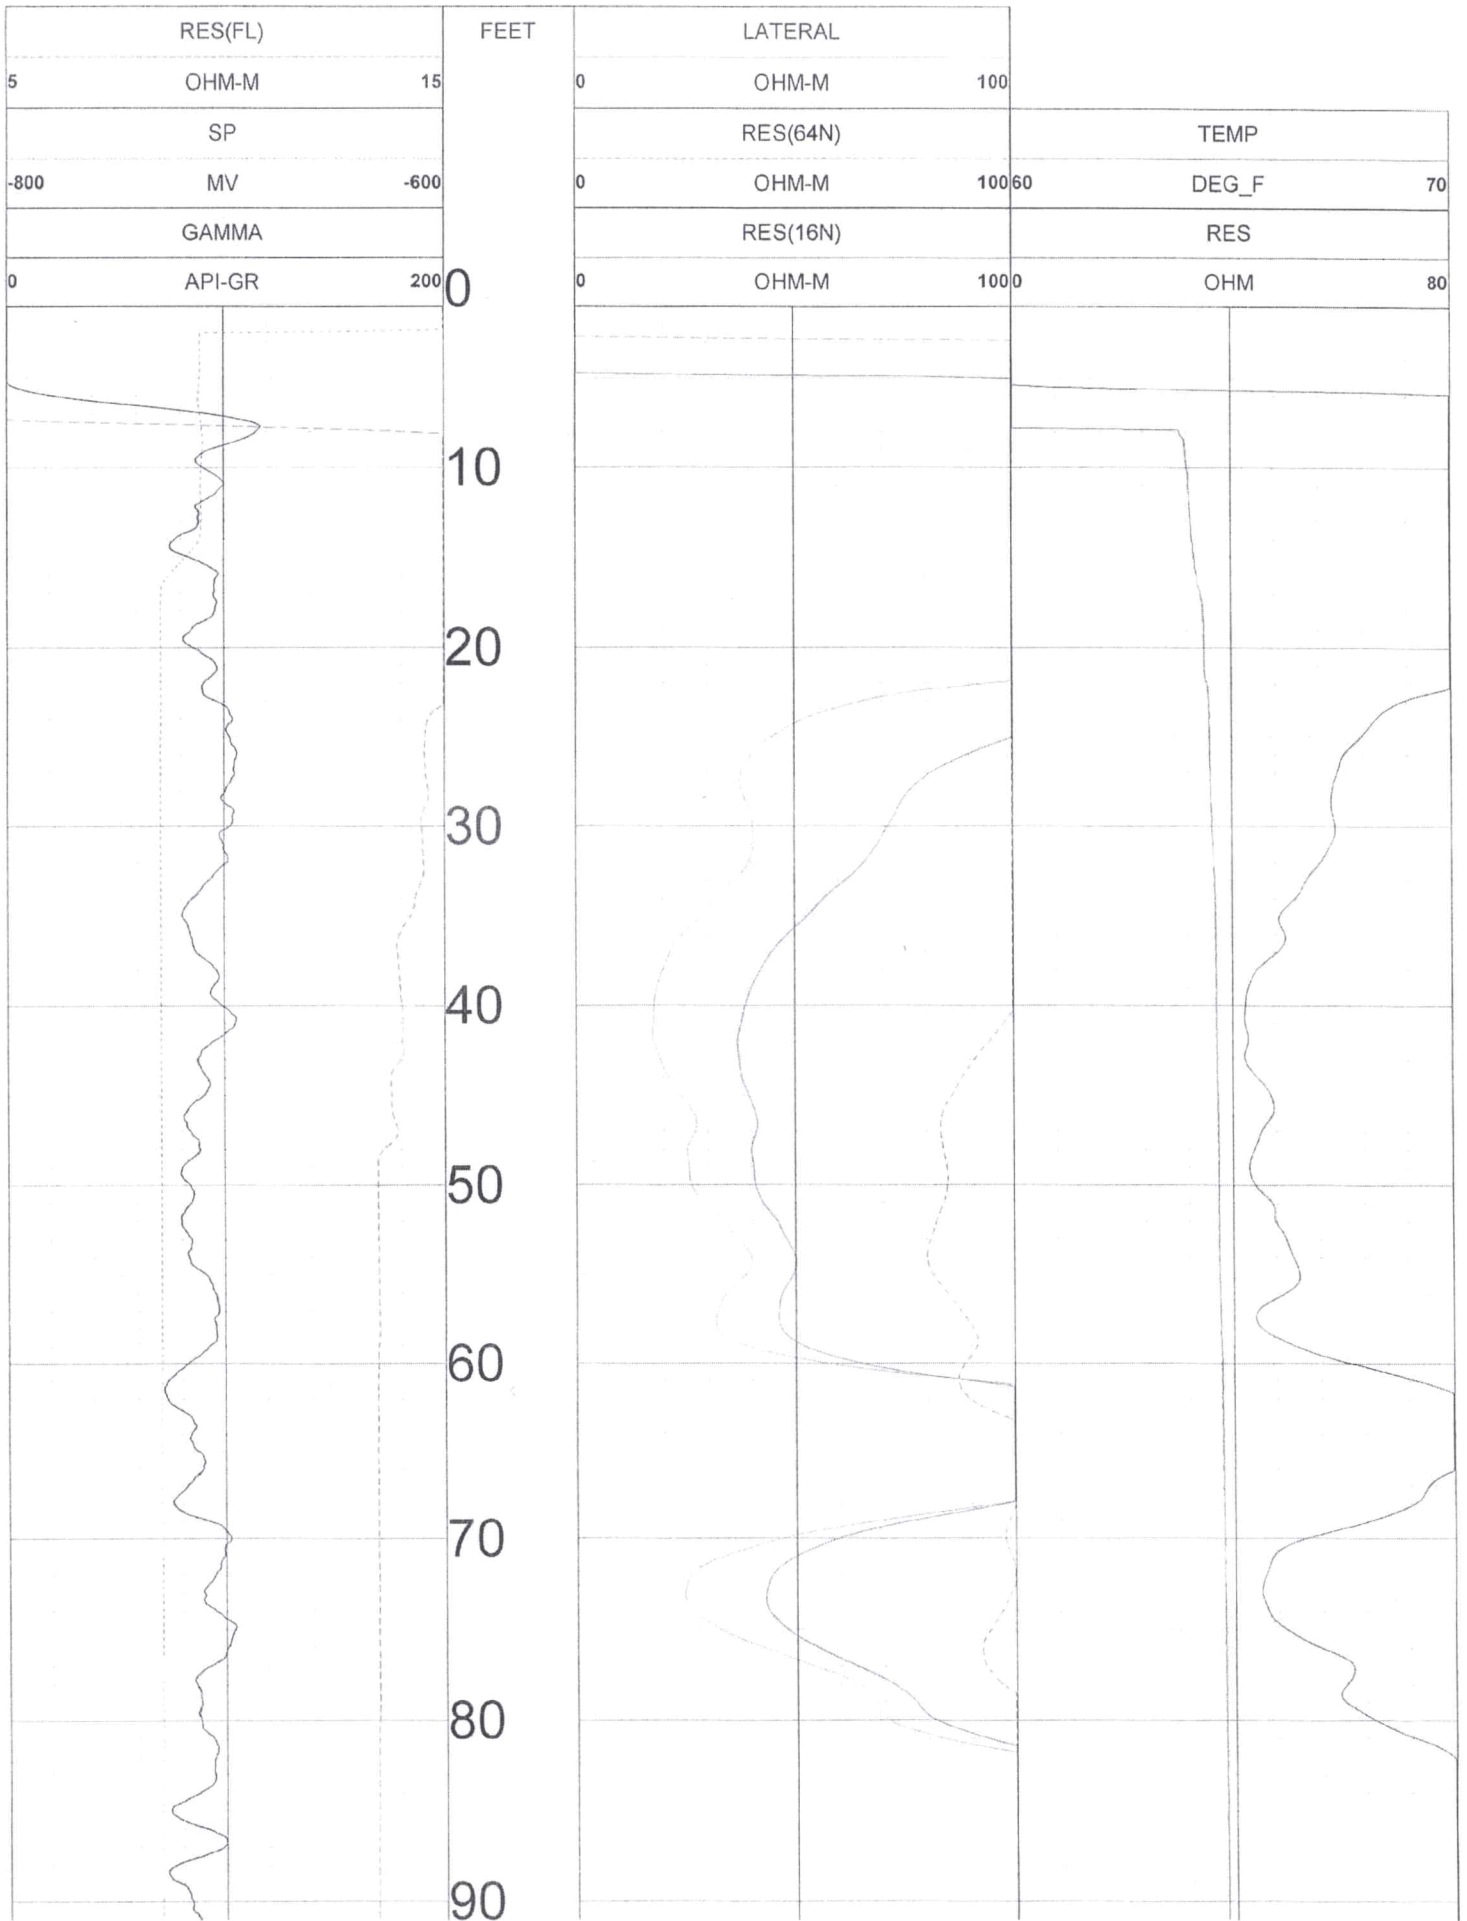 RES(FL) FEET LATERAL
5 OHM-M 15 0 OHM-M 100
SP RES(64N) TEMP
-800 MV -600 0 OHM-M 100 60 DEG_F 70
GAMMA RES(16N) RES
0 API-GR 200 0 0 OHM-M 100 0 OHM 80
10
20
30
40
50
60
70
80
90